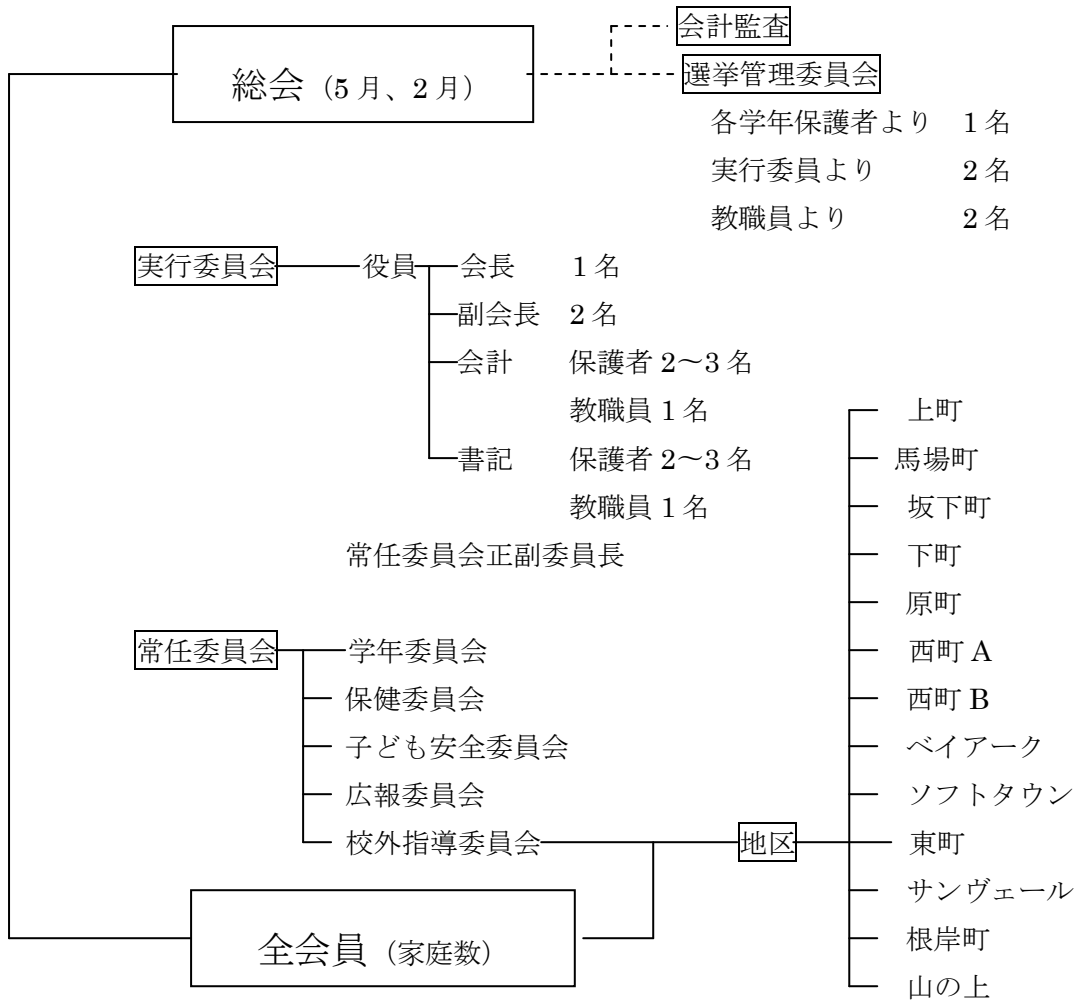 会計監査
総会（5月、2月）
選挙管理委員会
各学年保護者より 1名
実行委員より 2名
教職員より 2名
実行委員会 役員 会長 1名
副会長 2名
会計 保護者2～3名
教職員1名
書記 保護者2～3名
教職員1名
常任委員会正副委員長
常任委員会 学年委員会
保健委員会
子ども安全委員会
広報委員会
校外指導委員会
地区
上町
馬場町
坂下町
下町
原町
西町A
西町B
ベイアーク
ソフトタウン
東町
サンヴェール
根岸町
山の上
全会員（家庭数）